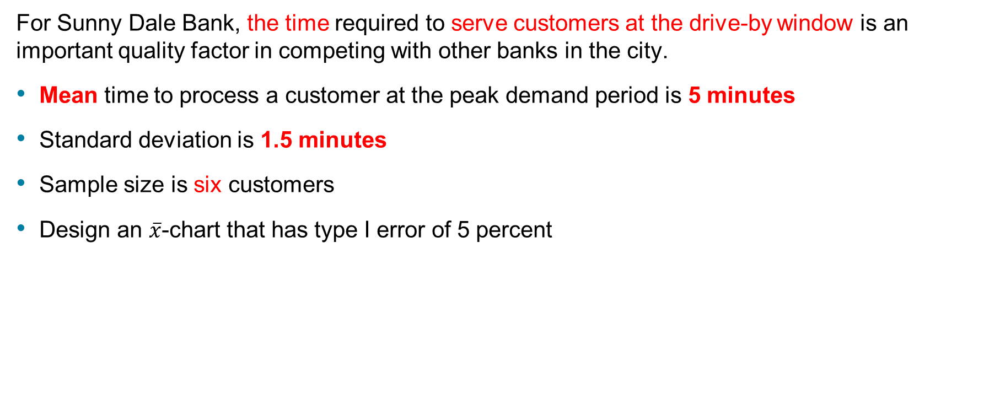 For Sunny Dale Bank, the time required to serve customers at the drive-by window is an
important quality factor in competing with other banks in the city.
• Mean time to process a customer at the peak demand period is 5 minutes
• Standard deviation is 1.5 minutes
• Sample size is six customers
• Design an x̄-chart that has type I error of 5 percent